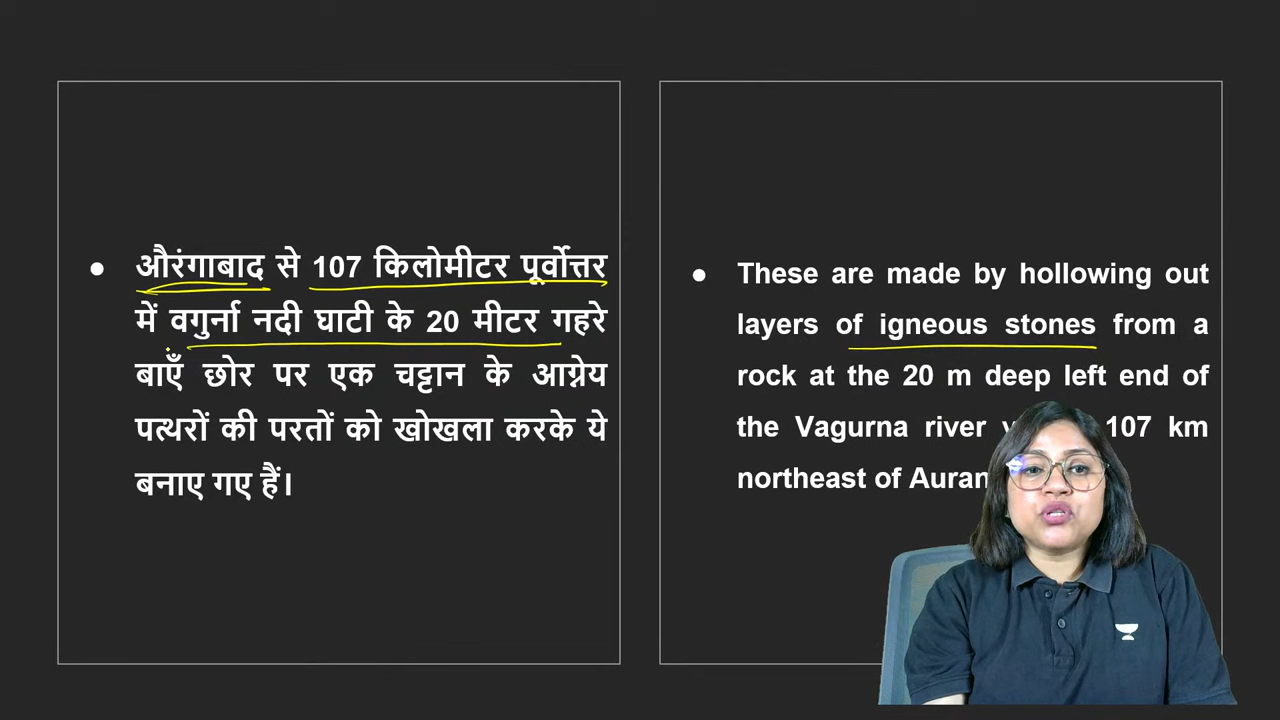 औरंगाबाद से 107 किलोमीटर पूर्वोत्तर
में वगुर्ना नदी घाटी के 20 मीटर गहरे
बाएँ छोर पर एक चट्टान के आग्नेय
पत्थरों की परतों को खोखला करके ये
बनाए गए हैं।
These are made by hollowing out
layers of igneous stones from a
rock at the 20 m deep left end of
the Vagurna river 107 km
northeast of